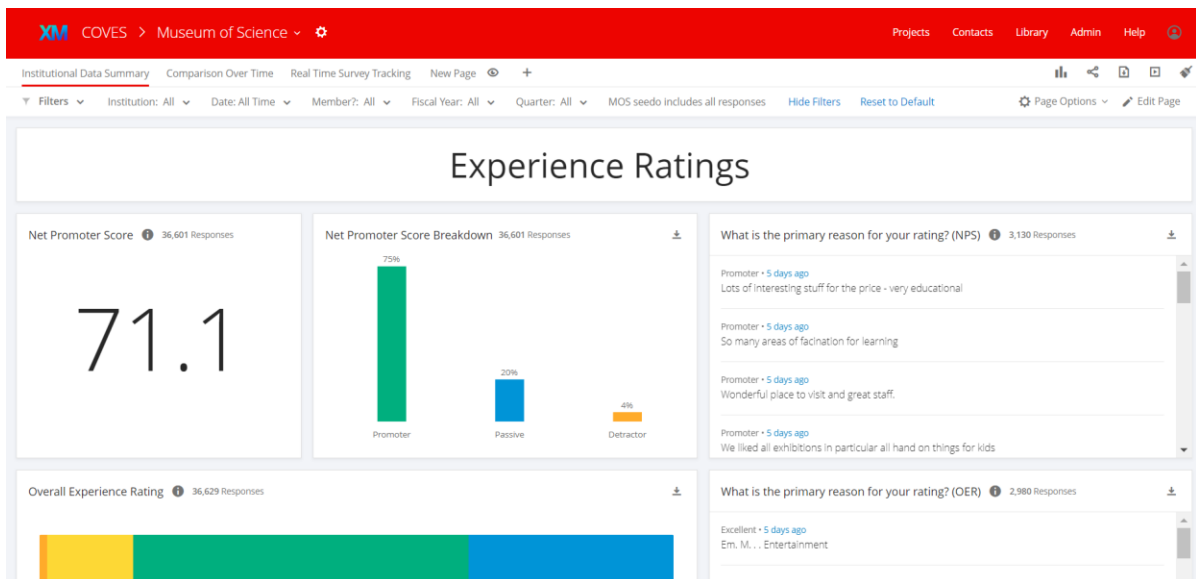 XM COVES > Museum of Science
Projects Contacts Library Admin Help
Institutional Data Summary Comparison Over Time Real Time Survey Tracking New Page +
Filters Institution: All Date: All Time Member?: All Fiscal Year: All Quarter: All MOS seedo includes all responses Hide Filters Reset to Default Page Options Edit Page
Experience Ratings
Net Promoter Score 36,601 Responses
71.1
Net Promoter Score Breakdown 36,601 Responses
75%
20%
4%
Promoter Passive Detractor
What is the primary reason for your rating? (NPS) 3,130 Responses
Promoter • 5 days ago
Lots of interesting stuff for the price - very educational
Promoter • 5 days ago
So many areas of facination for learning
Promoter • 5 days ago
Wonderful place to visit and great staff.
Promoter • 5 days ago
We liked all exhibitions in particular all hand on things for kids
Overall Experience Rating 36,629 Responses
What is the primary reason for your rating? (OER) 2,980 Responses
Excellent • 5 days ago
Em. M. . . Entertainment